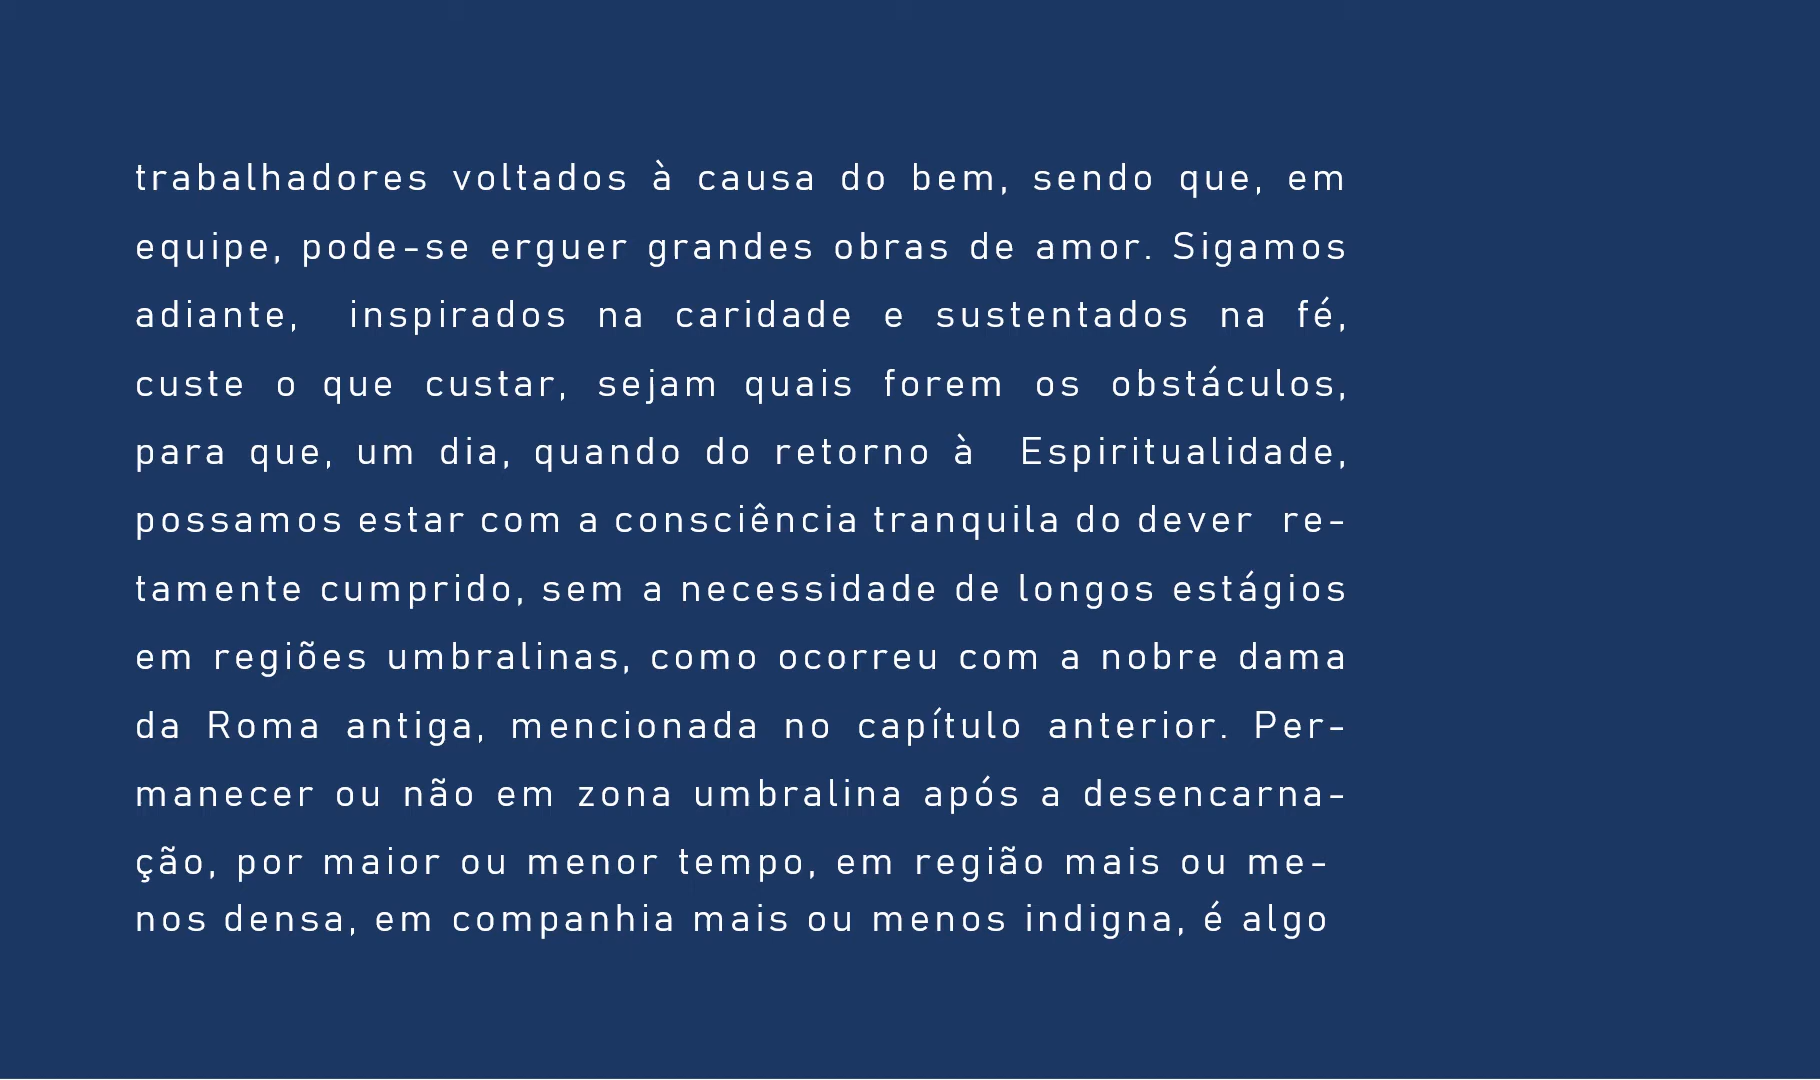 trabalhadores voltados à causa do bem, sendo que, em
equipe, pode-se erguer grandes obras de amor. Sigamos
adiante, inspirados na caridade e sustentados na fé,
custe o que custar, sejam quais forem os obstáculos,
para que, um dia, quando do retorno à Espiritualidade,
possamos estar com a consciência tranquila do dever re-
tamente cumprido, sem a necessidade de longos estágios
em regiões umbralinas, como ocorreu com a nobre dama
da Roma antiga, mencionada no capítulo anterior. Per-
manecer ou não em zona umbralina após a desencarna-
ção, por maior ou menor tempo, em região mais ou me-
nos densa, em companhia mais ou menos indigna, é algo